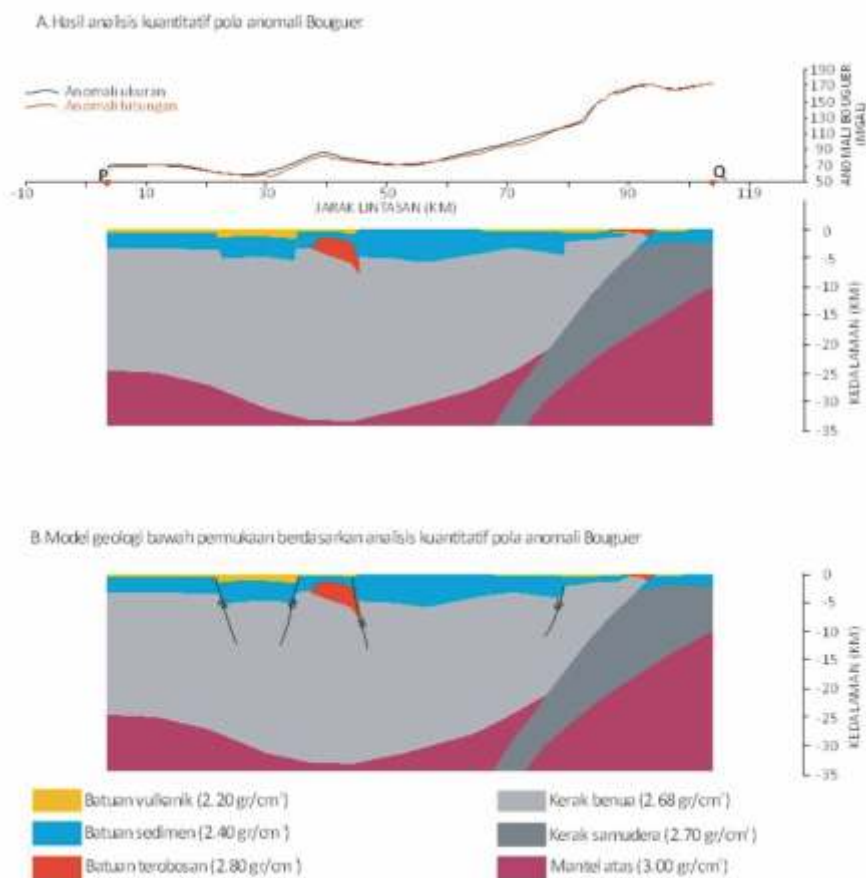 A. Hasil analisis kuantitatif pola anomali Bouguer
Anomali ukuran
Anomali hitungan
190
170
150
130
110
90
70
50
ANOMALI BOUGUER
(MGAL)
P
Q
-10
10
30
50
70
90
119
JARAK LINTASAN (KM)
0
-5
-10
-15
-20
-25
-30
-35
KEDALAMAN (KM)
B. Model geologi bawah permukaan berdasarkan analisis kuantitatif pola anomali Bouguer
0
-5
-10
-15
-20
-25
-30
-35
KEDALAMAN (KM)
Batuan vulkanik (2.20 gr/cm³)
Batuan sedimen (2.40 gr/cm³)
Batuan terobosan (2.80 gr/cm³)
Kerak benua (2.68 gr/cm³)
Kerak samudera (2.70 gr/cm³)
Mantel atas (3.00 gr/cm³)